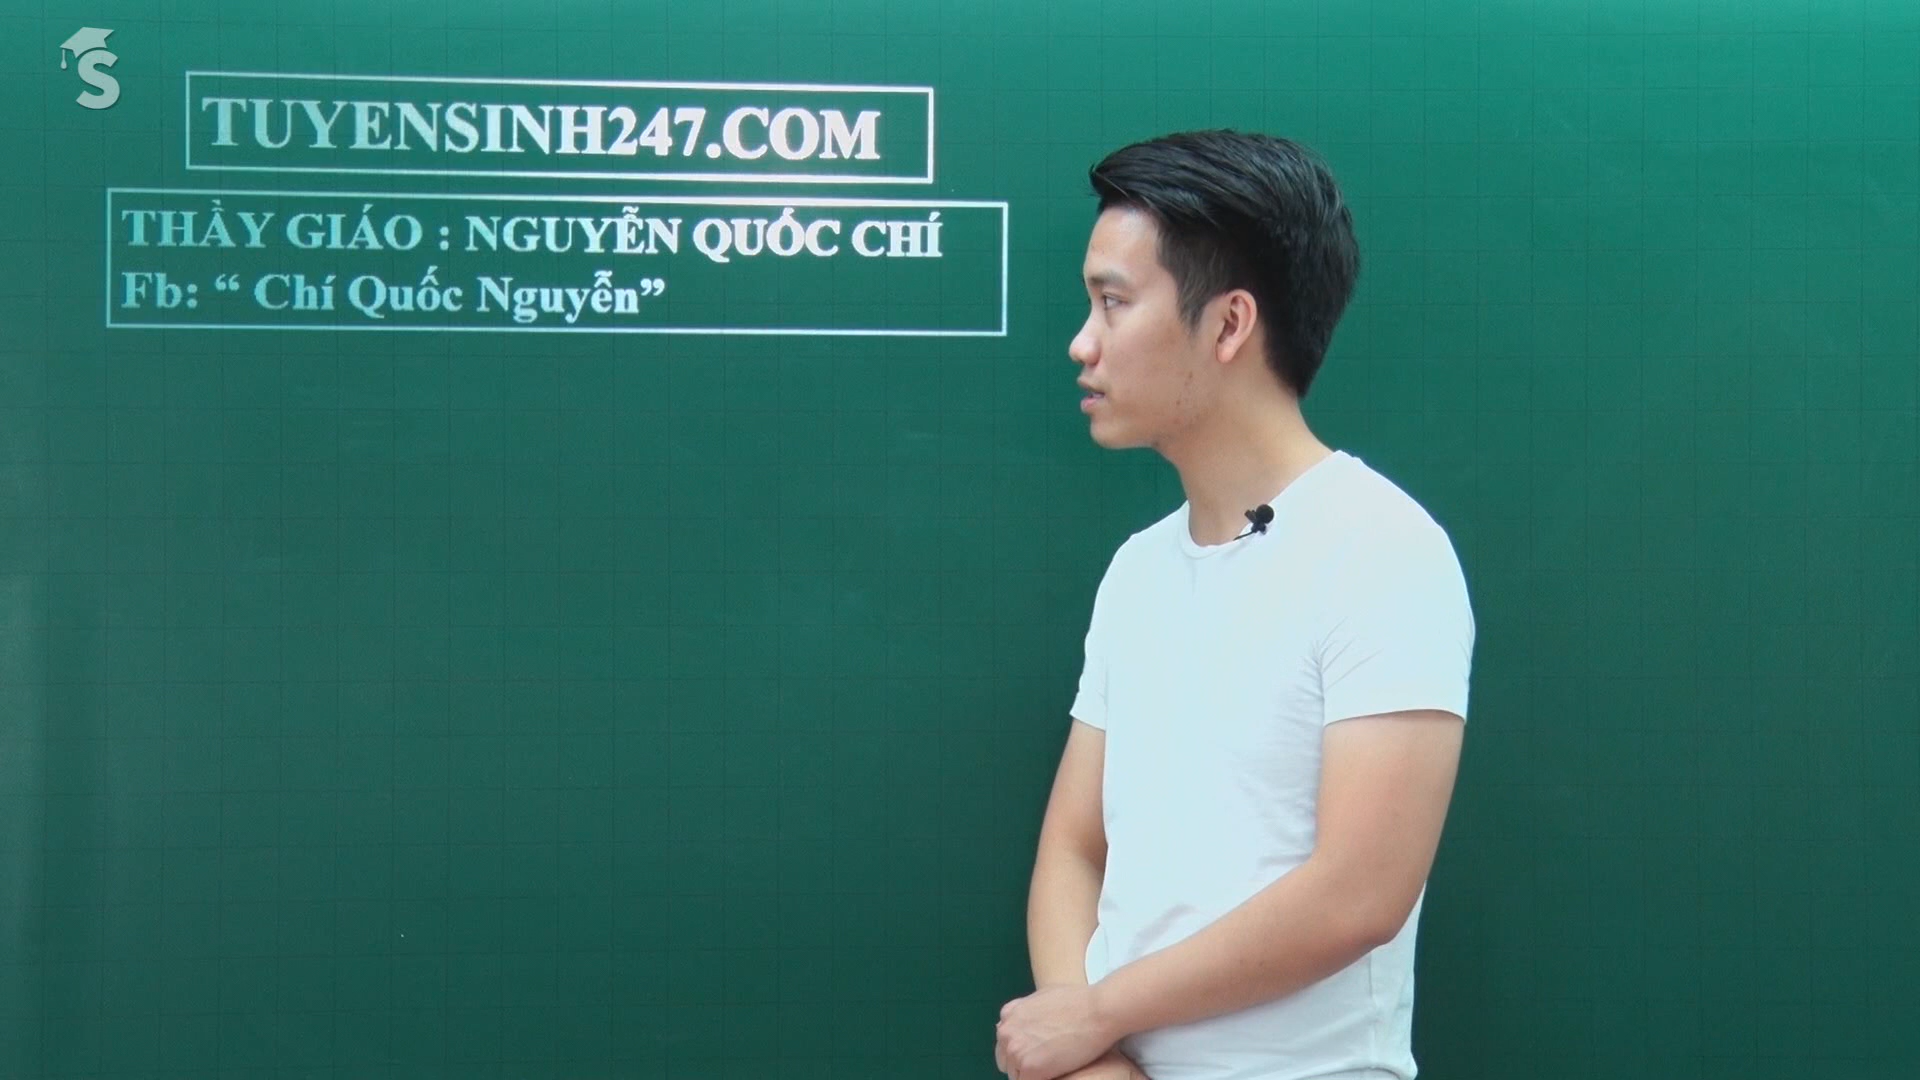 S
TUYENSINH247.COM
THẦY GIÁO : NGUYỄN QUỐC CHÍ
Fb: “ Chí Quốc Nguyễn”